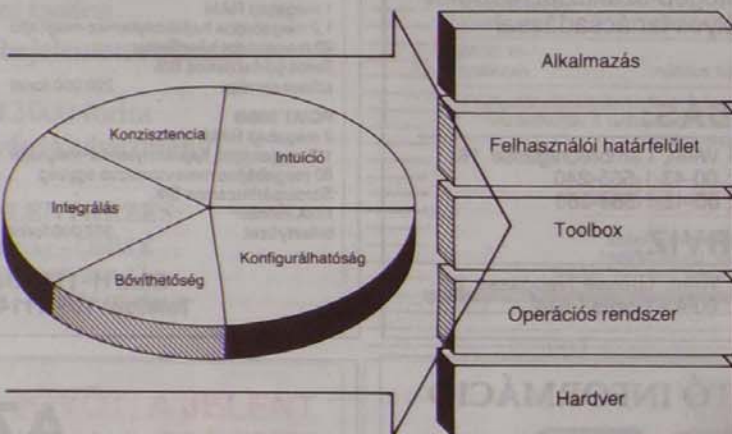 Konzisztencia
Intuíció
Integrálás
Bővíthetőség
Konfigurálhatóság
Alkalmazás
Felhasználói határfelület
Toolbox
Operációs rendszer
Hardver